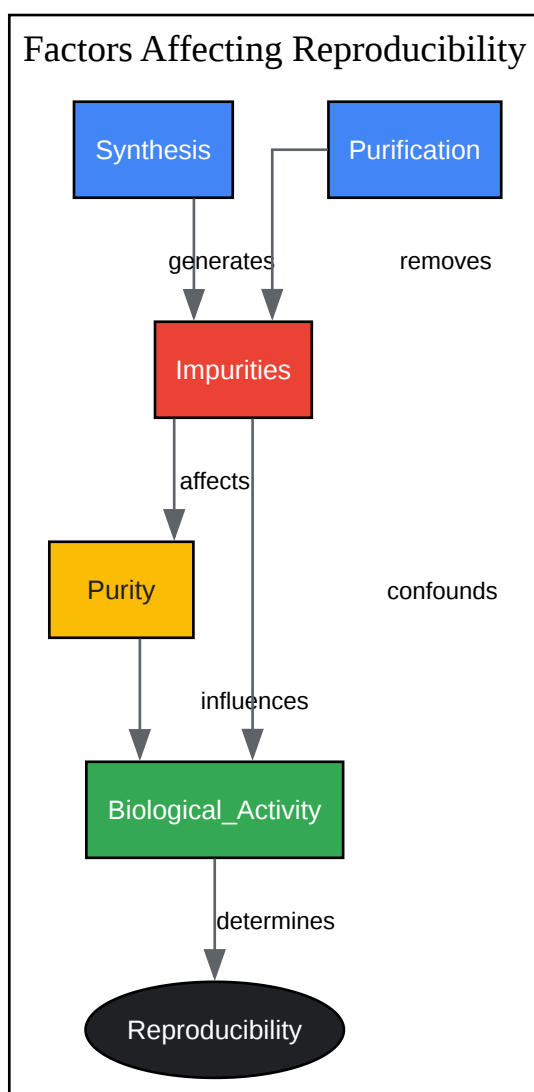 Factors Affecting Reproducibility
Synthesis
Purification
generates
removes
Impurities
affects
Purity
confounds
influences
Biological_Activity
determines
Reproducibility